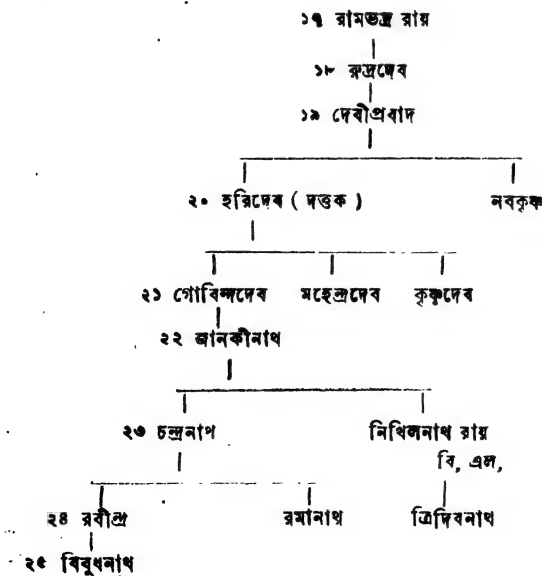 ১৭ রামভদ্র রায়
১৮ রুদ্রদেব
১৯ দেবীপ্রবাদ
২০ হরিদেব ( দত্তক ) নবকৃষ্ণ
২১ গোবিন্দদেব মহেন্দ্রদেব কৃষ্ণদেব
২২ জানকীনাথ
২৩ চন্দ্রনাথ নিখিলনাথ রায়
বি, এল,
২৪ রবীন্দ্র রমানাথ ত্রিদিবনাথ
২৫ বিবুধনাথ